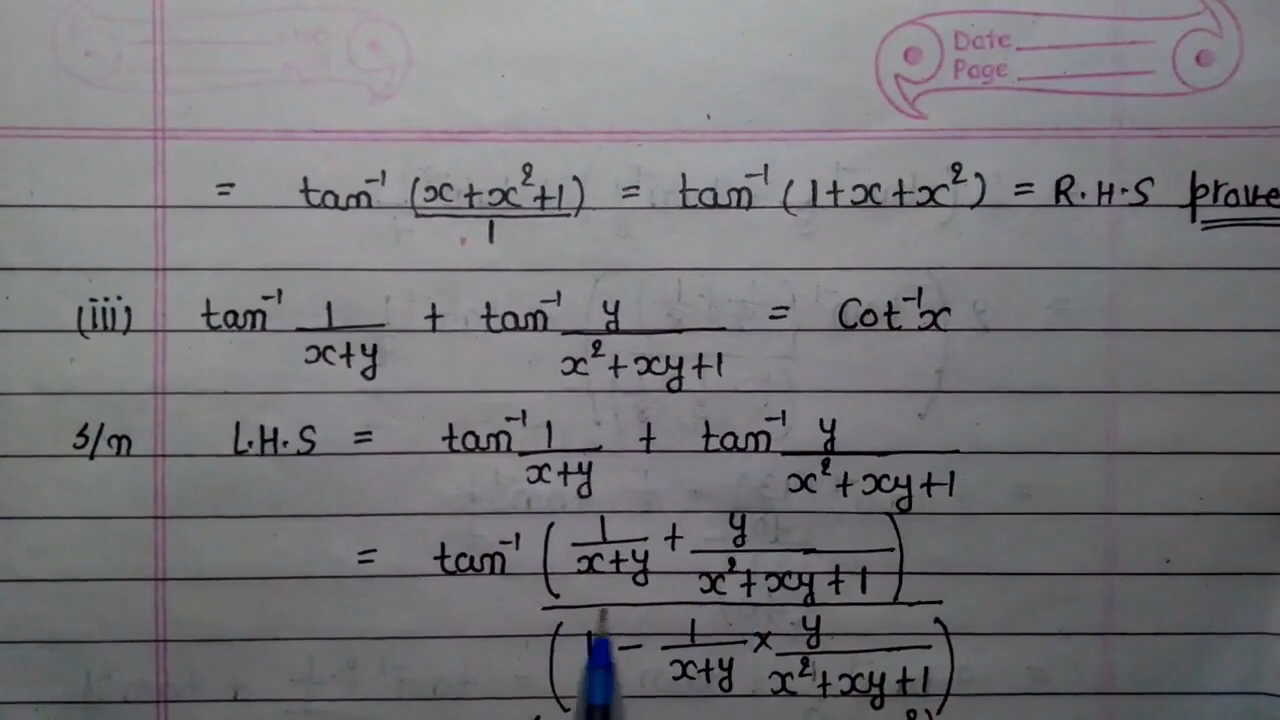 Date
Page
= tan⁻¹ (x+x²+1)/1 = tan⁻¹ (1+x+x²) = R.H.S prove
(iii) tan⁻¹ 1/(x+y) + tan⁻¹ y/(x²+xy+1) = Cot⁻¹x
S/n L.H.S = tan⁻¹ 1/(x+y) + tan⁻¹ y/(x²+xy+1)
= tan⁻¹ (1/(x+y) + y/(x²+xy+1))
(1 - 1/(x+y) × y/(x²+xy+1))